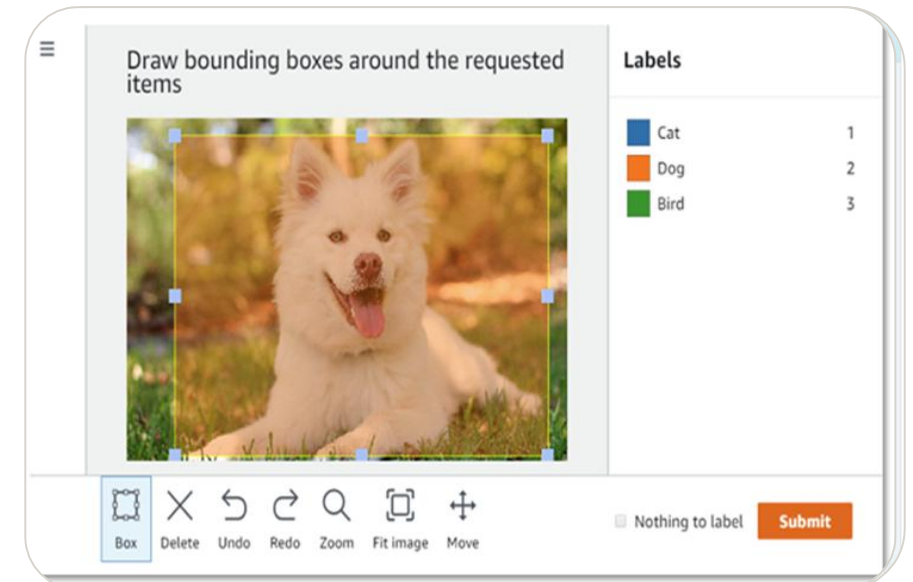 Draw bounding boxes around the requested
items
Labels
Cat 1
Dog 2
Bird 3
Box Delete Undo Redo Zoom Fit image Move
Nothing to label
Submit